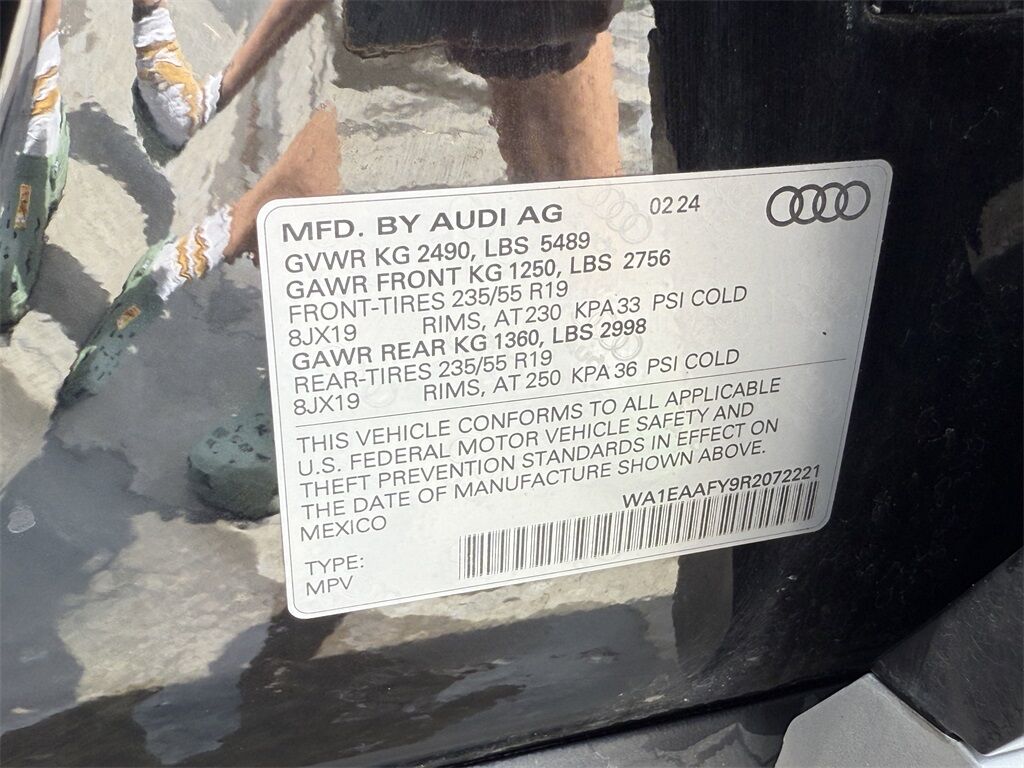 MFD. BY AUDI AG 02 24
GVWR KG 2490, LBS 5489
GAWR FRONT KG 1250, LBS 2756
FRONT-TIRES 235/55 R19
8JX19 RIMS, AT 230 KPA 33 PSI COLD
GAWR REAR KG 1360, LBS 2998
REAR-TIRES 235/55 R19
8JX19 RIMS, AT 250 KPA 36 PSI COLD
THIS VEHICLE CONFORMS TO ALL APPLICABLE
U.S. FEDERAL MOTOR VEHICLE SAFETY AND
THEFT PREVENTION STANDARDS IN EFFECT ON
THE DATE OF MANUFACTURE SHOWN ABOVE.
MEXICO WA1EAAFY9R2072221
TYPE:
MPV